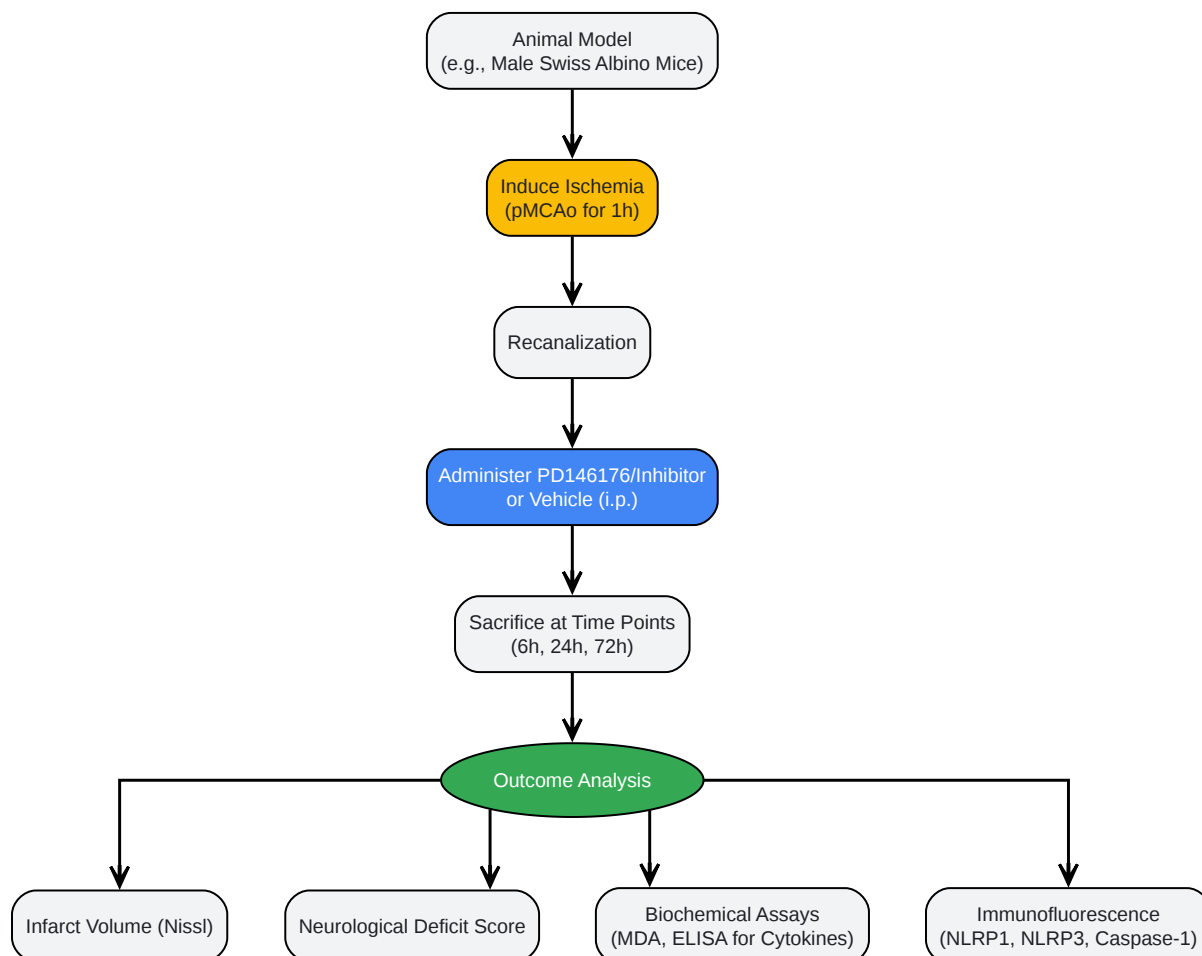 Animal Model
(e.g., Male Swiss Albino Mice)
Induce Ischemia
(pMCAo for 1h)
Recanalization
Administer PD146176/Inhibitor
or Vehicle (i.p.)
Sacrifice at Time Points
(6h, 24h, 72h)
Outcome Analysis
Infarct Volume (Nissl)
Neurological Deficit Score
Biochemical Assays
(MDA, ELISA for Cytokines)
Immunofluorescence
(NLRP1, NLRP3, Caspase-1)